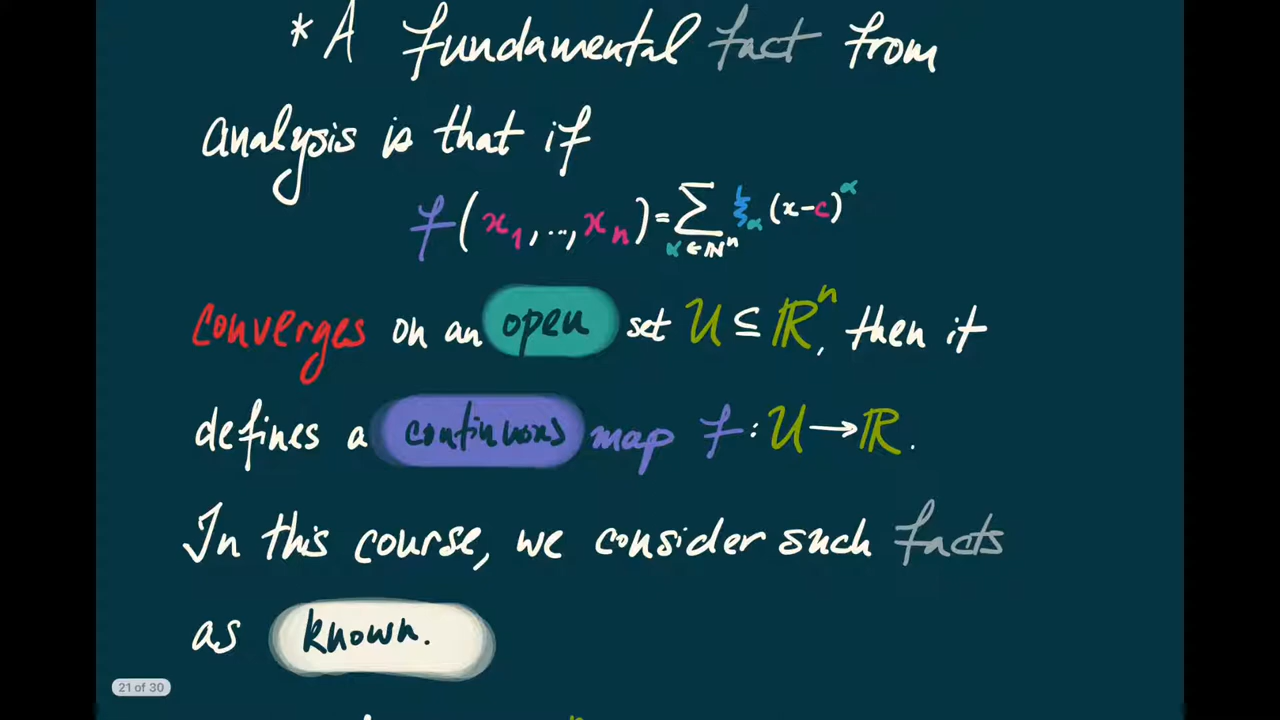 * A fundamental fact from
analysis is that if
f(x₁,...,xₙ)=∑_{α∈ℕⁿ} ξ_α (x-c)^α
converges on an open set U ⊆ ℝⁿ, then it
defines a continuous map f : U → ℝ.
In this course, we consider such facts
as known.
21 of 30